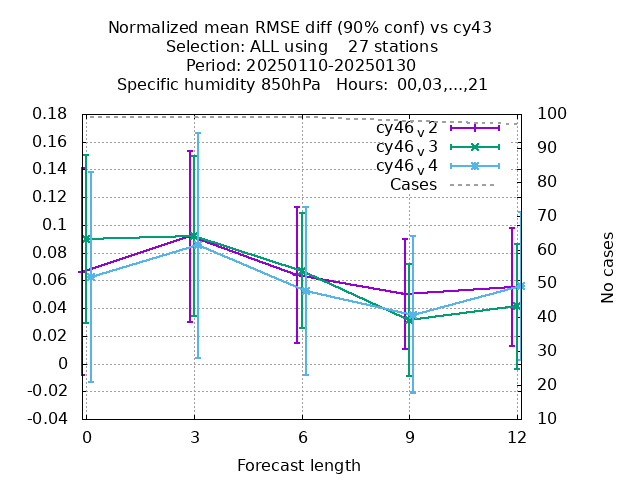 Normalized mean RMSE diff (90% conf) vs cy43
Selection: ALL using 27 stations
Period: 20250110-20250130
Specific humidity 850hPa Hours: 00,03,...,21
0.18
0.16
0.14
0.12
0.1
0.08
0.06
0.04
0.02
0
-0.02
-0.04
100
90
80
70
60
50
40
30
20
10
cy46v2
cy46v3
cy46v4
Cases
No cases
0 3 6 9 12
Forecast length